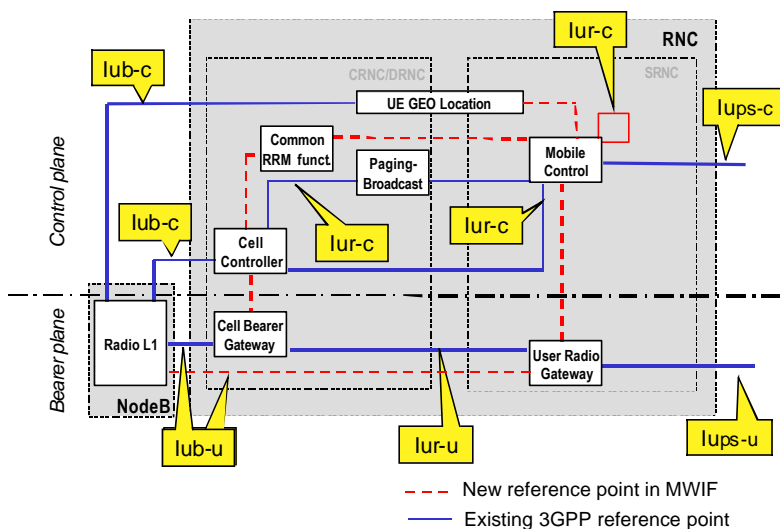 RNC
Iur-c
Iub-c
CRNC/DRNC
SRNC
UE GEO Location
Iups-c
Common
RRM funct.
Paging-
Broadcast
Mobile
Control
Control plane
Iub-c
Iur-c
Iur-c
Cell
Controller
Bearer plane
Radio L1
Cell Bearer
Gateway
User Radio
Gateway
NodeB
Iub-u
Iur-u
Iups-u
New reference point in MWIF
Existing 3GPP reference point